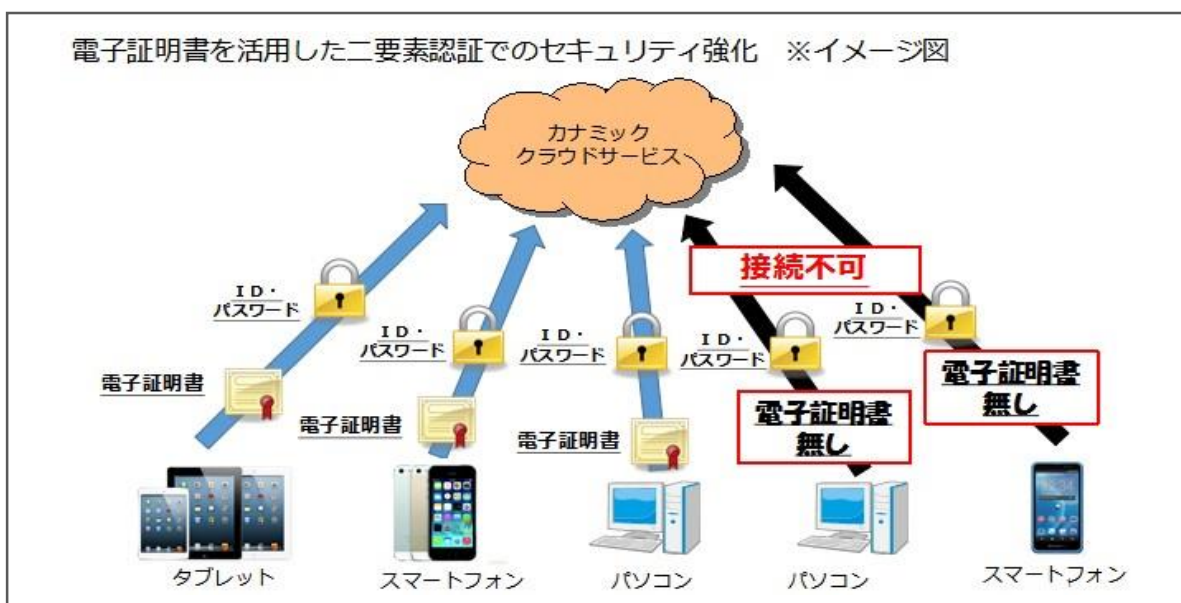 電子証明書を活用した二要素認証でのセキュリティ強化　※イメージ図
カナミック
クラウドサービス
接続不可
ＩＤ・
パスワード
ＩＤ・
パスワード
ＩＤ・
パスワード
ＩＤ・
パスワード
ＩＤ・
パスワード
電子証明書
電子証明書
電子証明書
電子証明書
無し
電子証明書
無し
タブレット
スマートフォン
パソコン
パソコン
スマートフォン